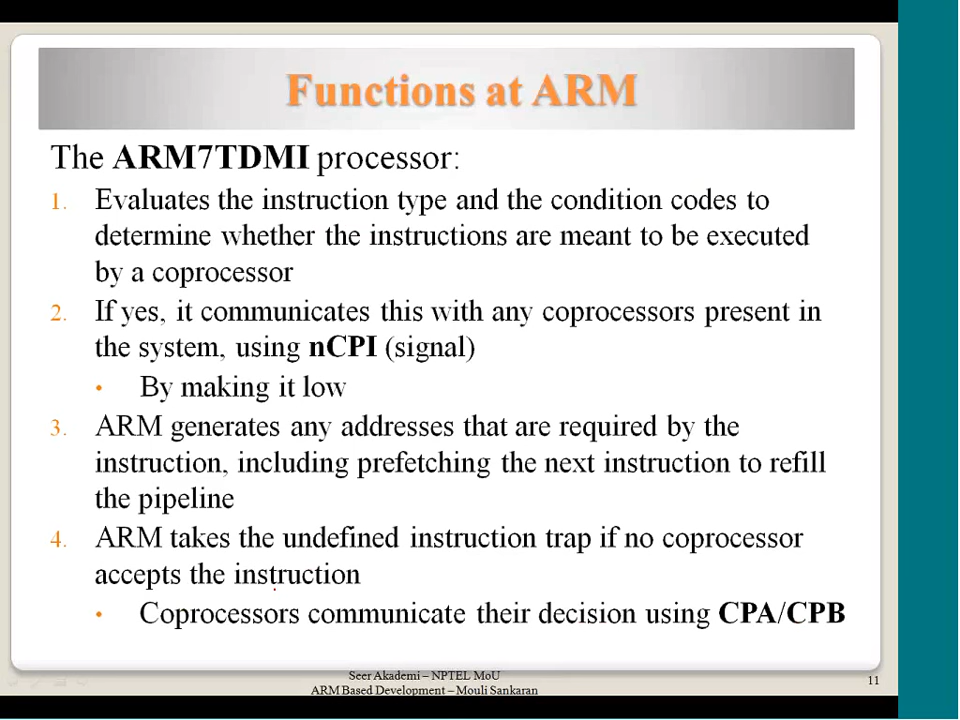 Functions at ARM
The ARM7TDMI processor:
1. Evaluates the instruction type and the condition codes to
determine whether the instructions are meant to be executed
by a coprocessor
2. If yes, it communicates this with any coprocessors present in
the system, using nCPI (signal)
• By making it low
3. ARM generates any addresses that are required by the
instruction, including prefetching the next instruction to refill
the pipeline
4. ARM takes the undefined instruction trap if no coprocessor
accepts the instruction
• Coprocessors communicate their decision using CPA/CPB
Seer Akademi – NPTEL MoU
ARM Based Development – Mouli Sankaran
11